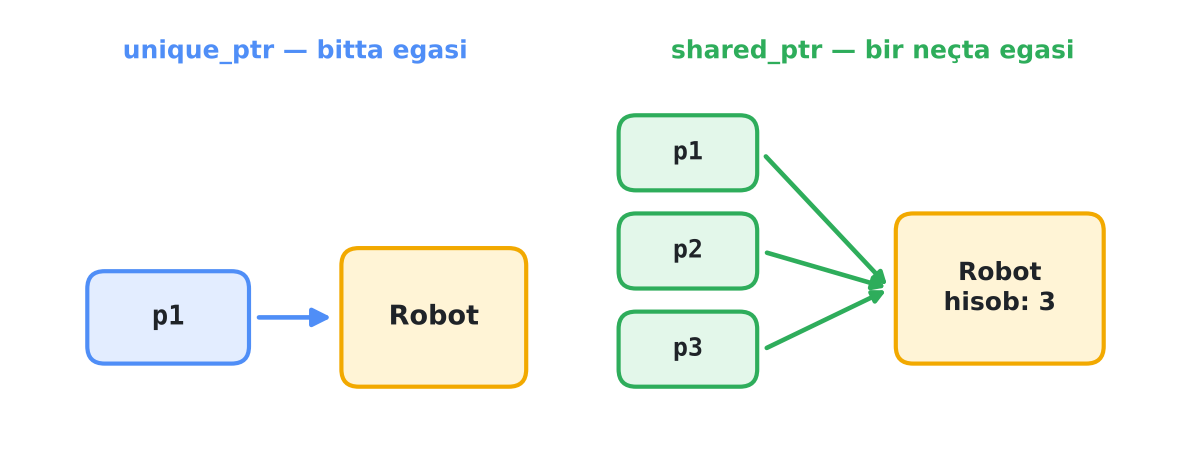 unique_ptr — bitta egasi
p1
Robot
shared_ptr — bir neçta egasi
p1
p2
p3
Robot
hisob: 3